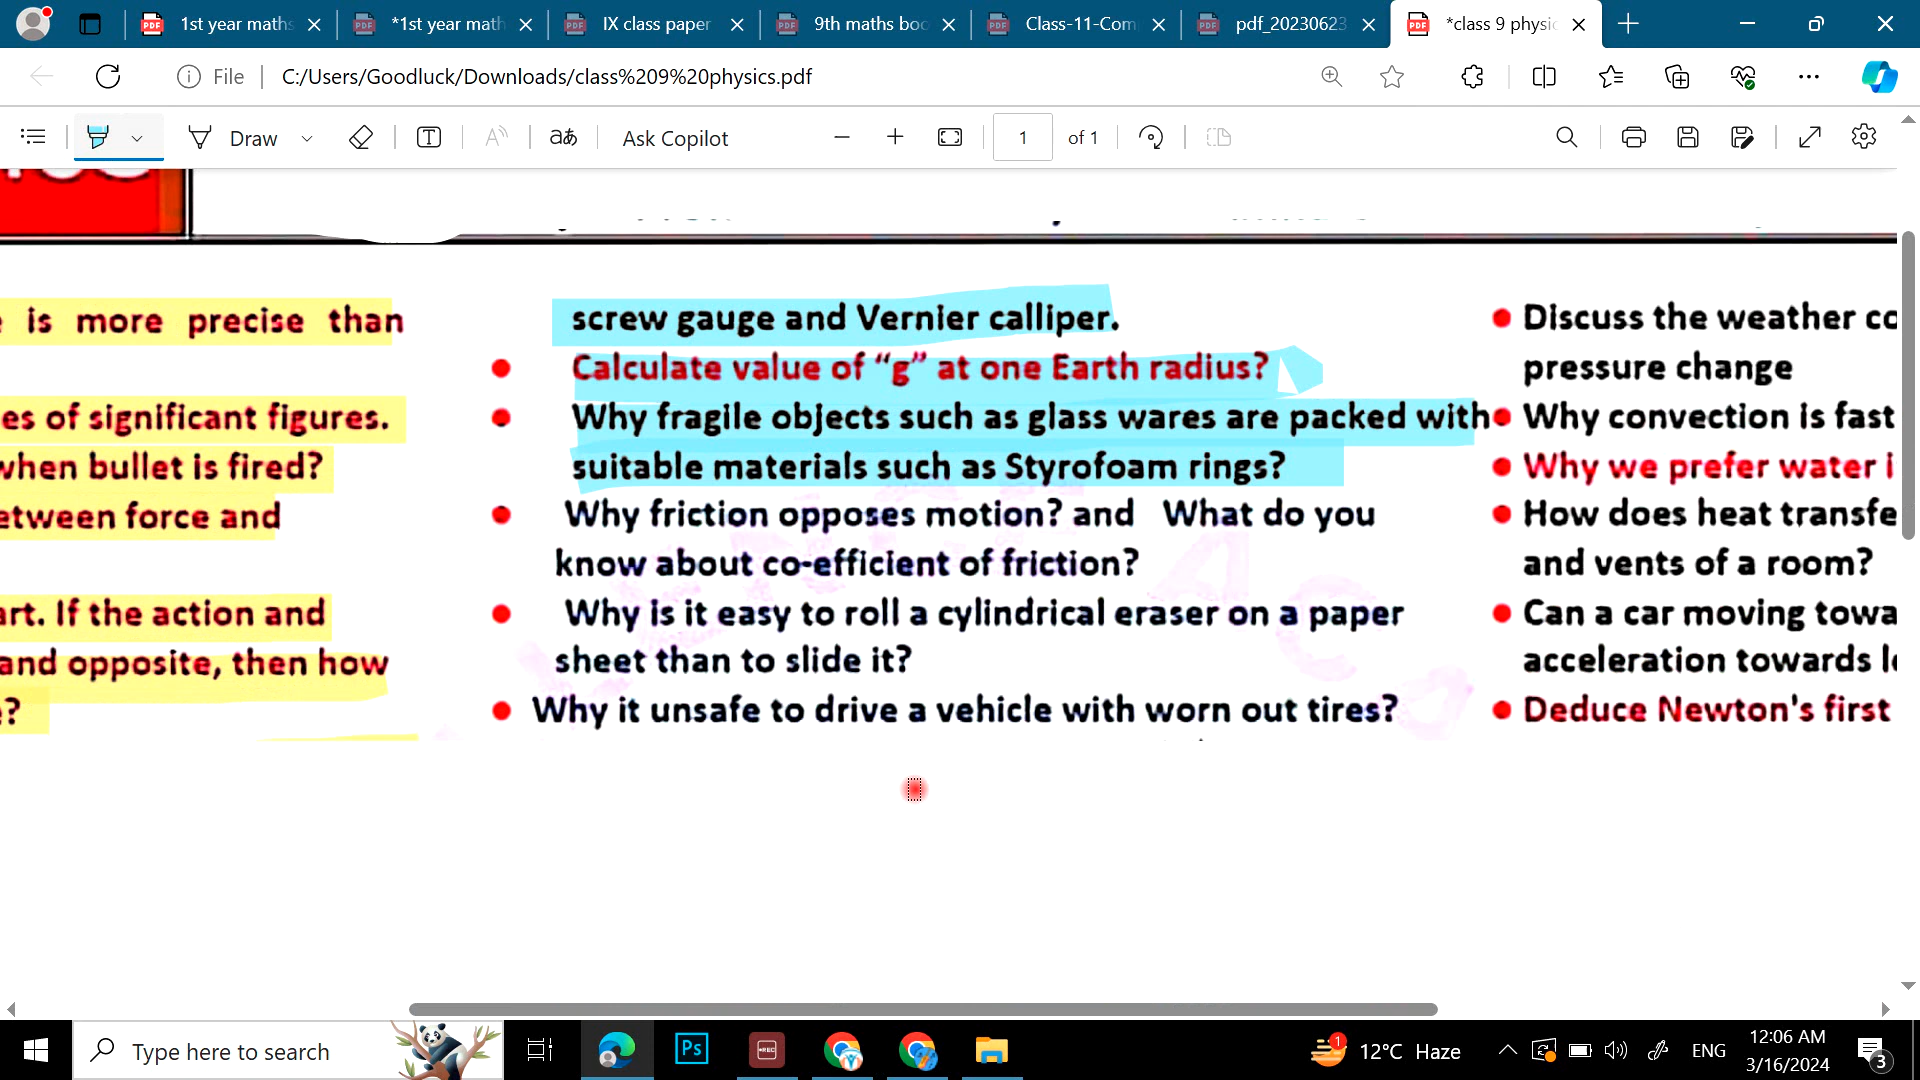 1st year maths
*1st year math
IX class paper
9th maths boo
Class-11-Com
pdf_20230623
*class 9 physic
File
C:/Users/Goodluck/Downloads/class%209%20physics.pdf
Draw
aあ
Ask Copilot
1
of 1
is more precise than
es of significant figures.
when bullet is fired?
etween force and
art. If the action and
and opposite, then how
?
screw gauge and Vernier calliper.
Calculate value of “g” at one Earth radius?
Why fragile objects such as glass wares are packed with
suitable materials such as Styrofoam rings?
Why friction opposes motion? and What do you
know about co-efficient of friction?
Why is it easy to roll a cylindrical eraser on a paper
sheet than to slide it?
Why it unsafe to drive a vehicle with worn out tires?
Discuss the weather co
pressure change
Why convection is fast
Why we prefer water i
How does heat transfe
and vents of a room?
Can a car moving towa
acceleration towards l
Deduce Newton's first
Type here to search
Ps
REC
1
12°C Haze
ENG
12:06 AM
3/16/2024
3